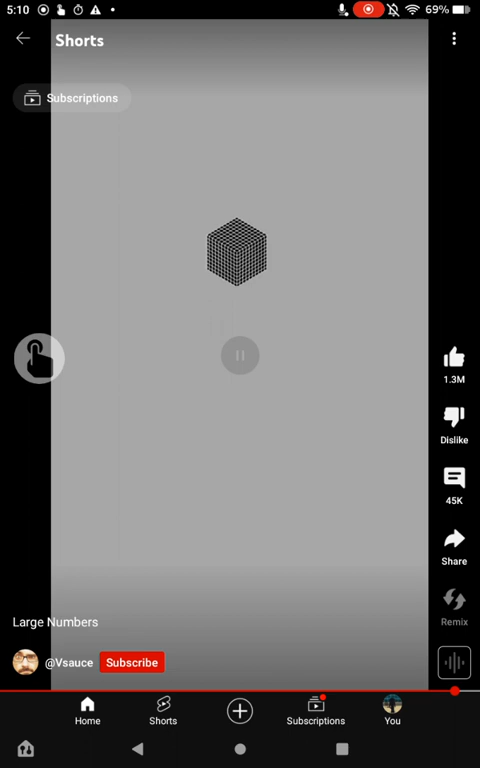 5:10
69%
Shorts
Subscriptions
1.3M
Dislike
45K
Share
Remix
Large Numbers
@Vsauce
Subscribe
Home
Shorts
Subscriptions
You